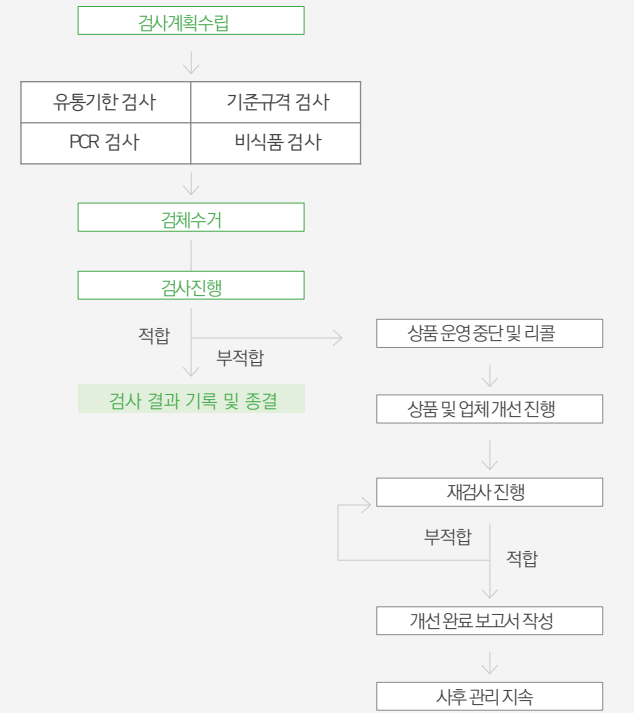 검사계획수립
유통기한 검사
기준규격 검사
PCR 검사
비식품 검사
검체수거
검사진행
적합
부적합
검사 결과 기록 및 종결
상품 운영 중단 및 리콜
상품 및 업체 개선 진행
재검사 진행
부적합
적합
개선 완료 보고서 작성
사후 관리 지속